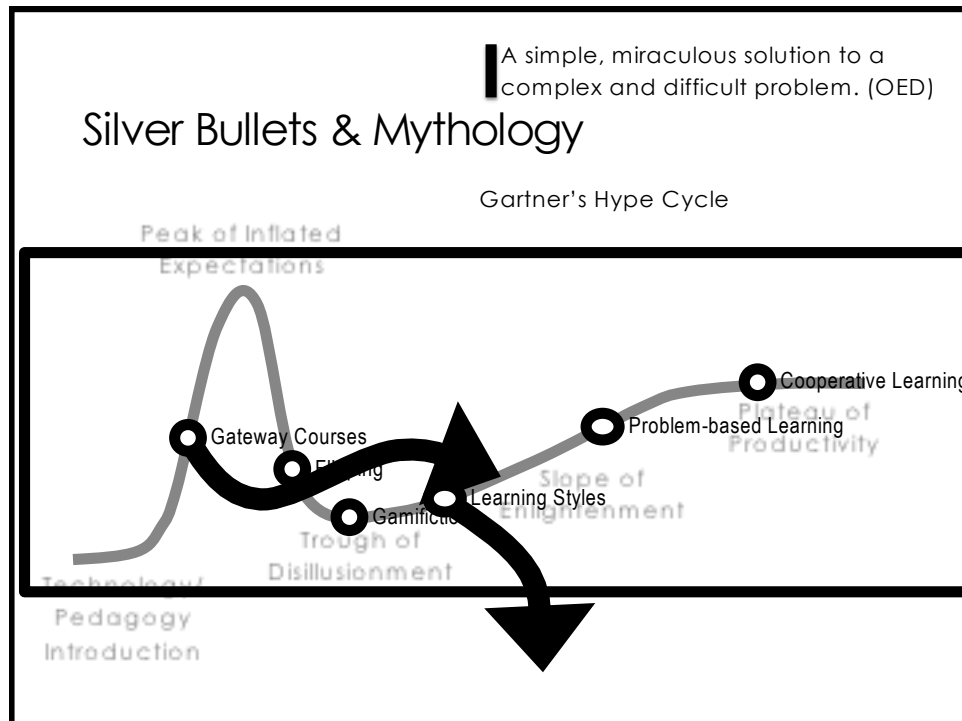 A simple, miraculous solution to a
complex and difficult problem. (OED)
Silver Bullets & Mythology
Gartner's Hype Cycle
Peak of Inflated
Expectations
Cooperative Learning
Plateau of
Productivity
Problem-based Learning
Gateway Courses
Learning Styles
Slope of
Enlightenment
Trough of
Disillusionment
Technology/
Pedagogy
Introduction